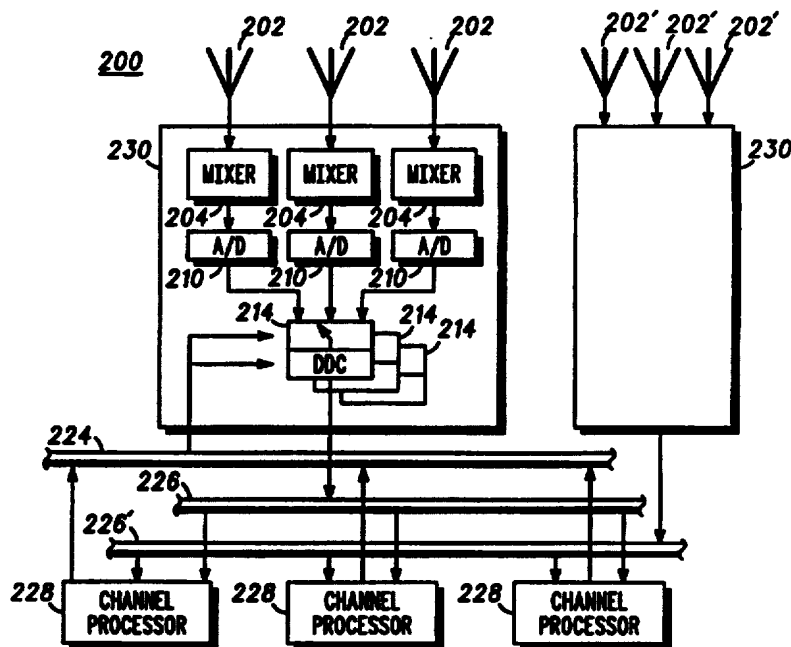 200
202 202 202 202' 202' 202'
230 230
MIXER MIXER MIXER
204 204 204
A/D A/D A/D
210 210 210
214 214 214
DDC
224
226
226'
228 CHANNEL PROCESSOR 228 CHANNEL PROCESSOR 228 CHANNEL PROCESSOR